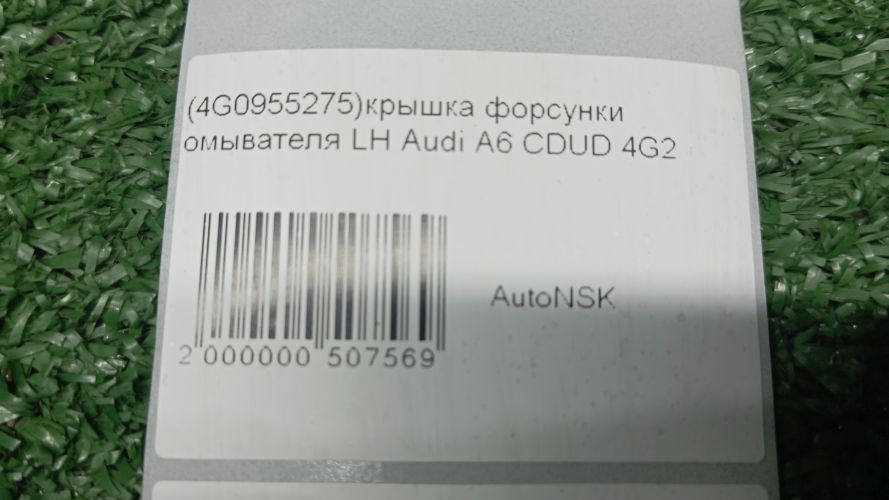 (4G0955275)крышка форсунки
омывателя LH Audi A6 CDUD 4G2
AutoNSK
2 000000 507569